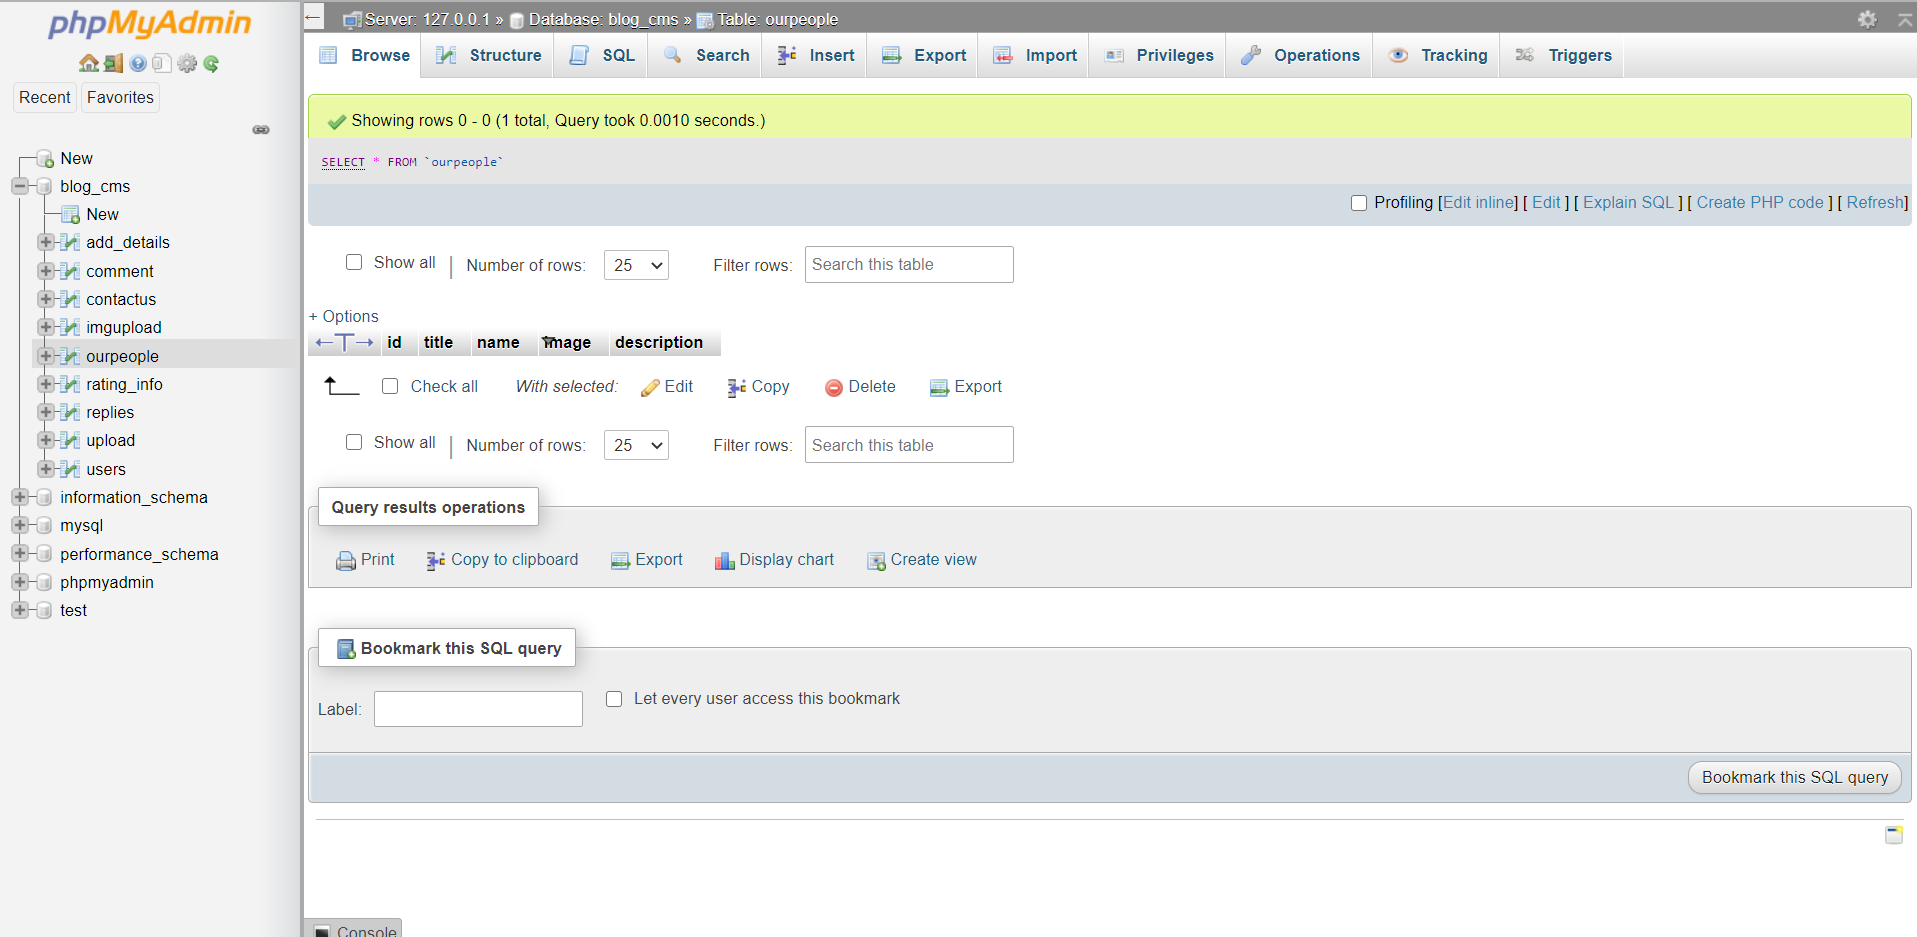 phpMyAdmin
Recent Favorites
New
blog_cms
New
add_details
comment
contactus
imgupload
ourpeople
rating_info
replies
upload
users
information_schema
mysql
performance_schema
phpmyadmin
test
Server: 127.0.0.1 » Database: blog_cms » Table: ourpeople
Browse Structure SQL Search Insert Export Import Privileges Operations Tracking Triggers
Showing rows 0 - 0 (1 total, Query took 0.0010 seconds.)
SELECT * FROM `ourpeople`
Profiling [Edit inline] [ Edit ] [ Explain SQL ] [ Create PHP code ] [ Refresh]
Show all | Number of rows: 25 Filter rows: Search this table
+ Options
←T→ id title name image description
Check all With selected: Edit Copy Delete Export
Show all | Number of rows: 25 Filter rows: Search this table
Query results operations
Print Copy to clipboard Export Display chart Create view
Bookmark this SQL query
Label: Let every user access this bookmark
Bookmark this SQL query
Console